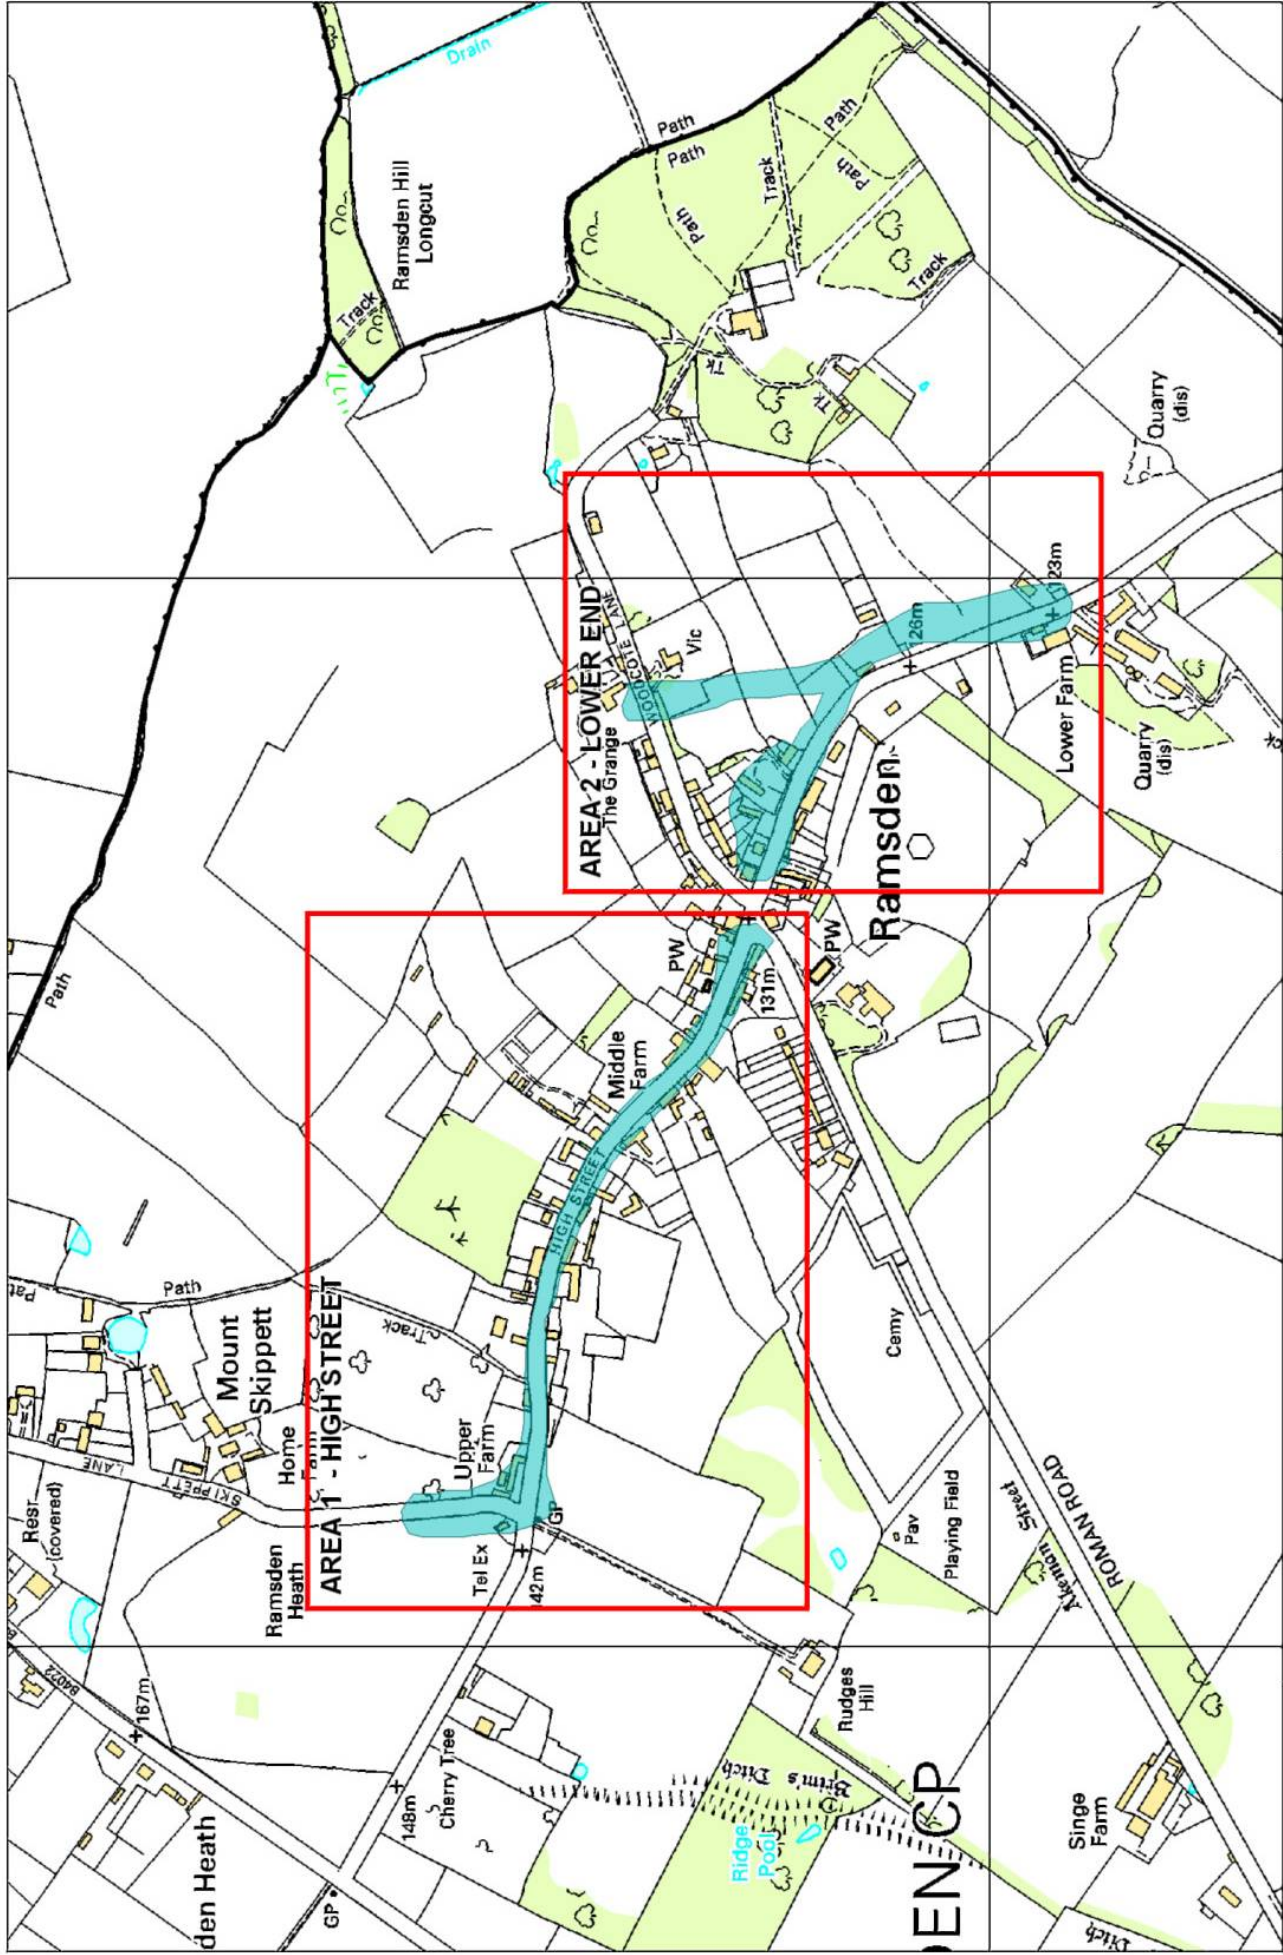 Drain
Ramsden Hill
Longcut
Track
Path
Path
Path
Track
Path
Path
Track
Tk
Tk
Quarry
(dis)
AREA 2 - LOWER END
The Grange
WOODCOTE LANE
Vic
126m
123m
Lower Farm
Quarry
(dis)
Ramsden
Path
PW
PW
131m
Middle
Farm
HIGH STREET
AREA 1 - HIGH STREET
Track
Path
Mount
Skippett
Home
Farm
Upper
Farm
SKIPPETT
LANE
Resr
(covered)
Ramsden
Heath
Tel Ex
GP
142m
Cemy
Pav
Playing Field
Akeman Street
ROMAN ROAD
B4022
167m
148m
Cherry Tree
Rudges
Hill
Brim's Ditch
Ridge
Pool
Singe
Farm
Ditch
den Heath
GP
DEN CP